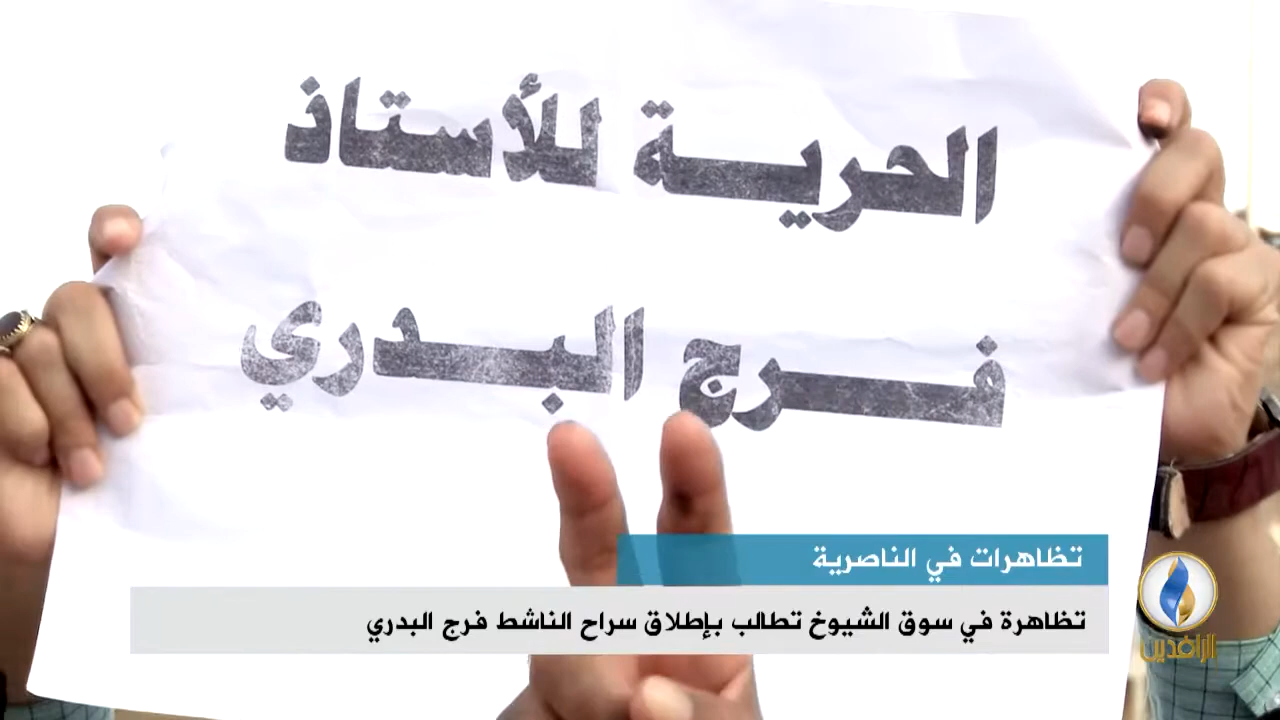 الحرية للأستاذ
فرج البدري
تظاهرات في الناصرية
تظاهرة في سوق الشيوخ تطالب بإطلاق سراح الناشط فرج البدري
الرافدين